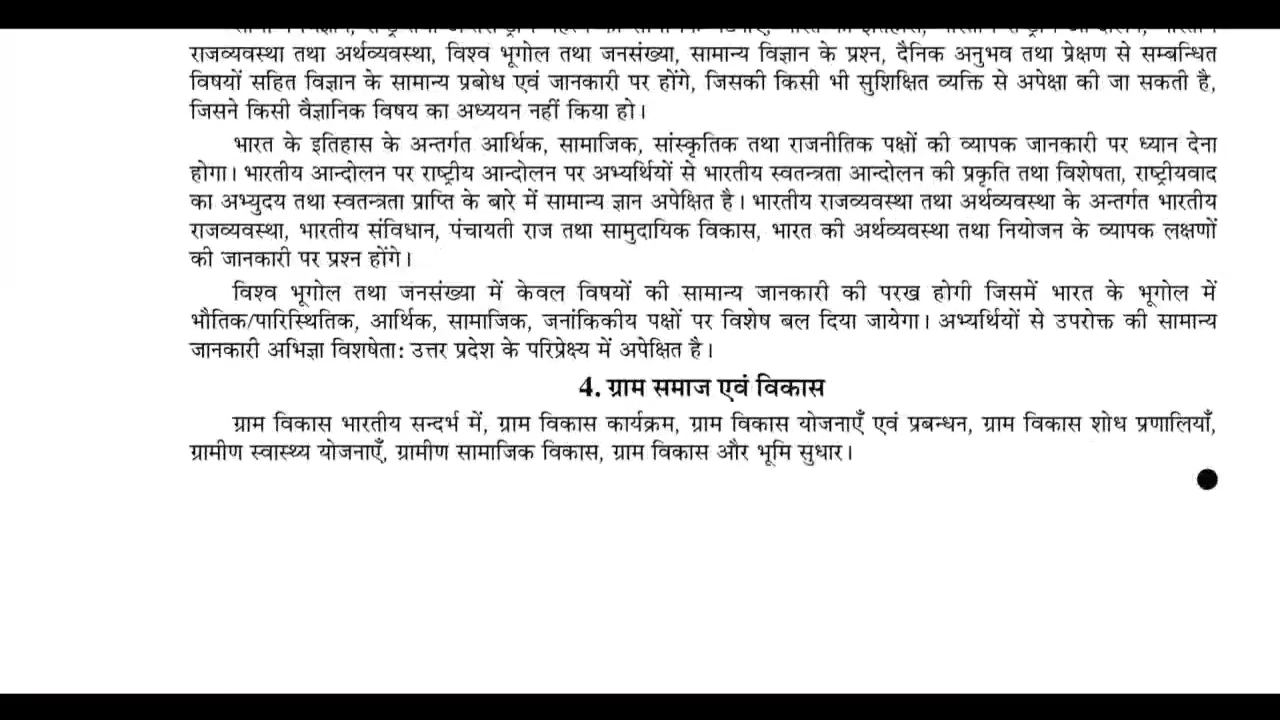 राजव्यवस्था तथा अर्थव्यवस्था, विश्व भूगोल तथा जनसंख्या, सामान्य विज्ञान के प्रश्न, दैनिक अनुभव तथा प्रेक्षण से सम्बन्धित
विषयों सहित विज्ञान के सामान्य प्रबोध एवं जानकारी पर होंगे, जिसकी किसी भी सुशिक्षित व्यक्ति से अपेक्षा की जा सकती है,
जिसने किसी वैज्ञानिक विषय का अध्ययन नहीं किया हो।
भारत के इतिहास के अन्तर्गत आर्थिक, सामाजिक, सांस्कृतिक तथा राजनीतिक पक्षों की व्यापक जानकारी पर ध्यान देना
होगा। भारतीय आन्दोलन पर राष्ट्रीय आन्दोलन पर अभ्यर्थियों से भारतीय स्वतन्त्रता आन्दोलन की प्रकृति तथा विशेषता, राष्ट्रीयवाद
का अभ्युदय तथा स्वतन्त्रता प्राप्ति के बारे में सामान्य ज्ञान अपेक्षित है। भारतीय राजव्यवस्था तथा अर्थव्यवस्था के अन्तर्गत भारतीय
राजव्यवस्था, भारतीय संविधान, पंचायती राज तथा सामुदायिक विकास, भारत की अर्थव्यवस्था तथा नियोजन के व्यापक लक्षणों
की जानकारी पर प्रश्न होंगे।
विश्व भूगोल तथा जनसंख्या में केवल विषयों की सामान्य जानकारी की परख होगी जिसमें भारत के भूगोल में
भौतिक/पारिस्थितिक, आर्थिक, सामाजिक, जनांकिकीय पक्षों पर विशेष बल दिया जायेगा। अभ्यर्थियों से उपरोक्त की सामान्य
जानकारी अभिज्ञा विशषेता: उत्तर प्रदेश के परिप्रेक्ष्य में अपेक्षित है।
4. ग्राम समाज एवं विकास
ग्राम विकास भारतीय सन्दर्भ में, ग्राम विकास कार्यक्रम, ग्राम विकास योजनाएँ एवं प्रबन्धन, ग्राम विकास शोध प्रणालियाँ,
ग्रामीण स्वास्थ्य योजनाएँ, ग्रामीण सामाजिक विकास, ग्राम विकास और भूमि सुधार।